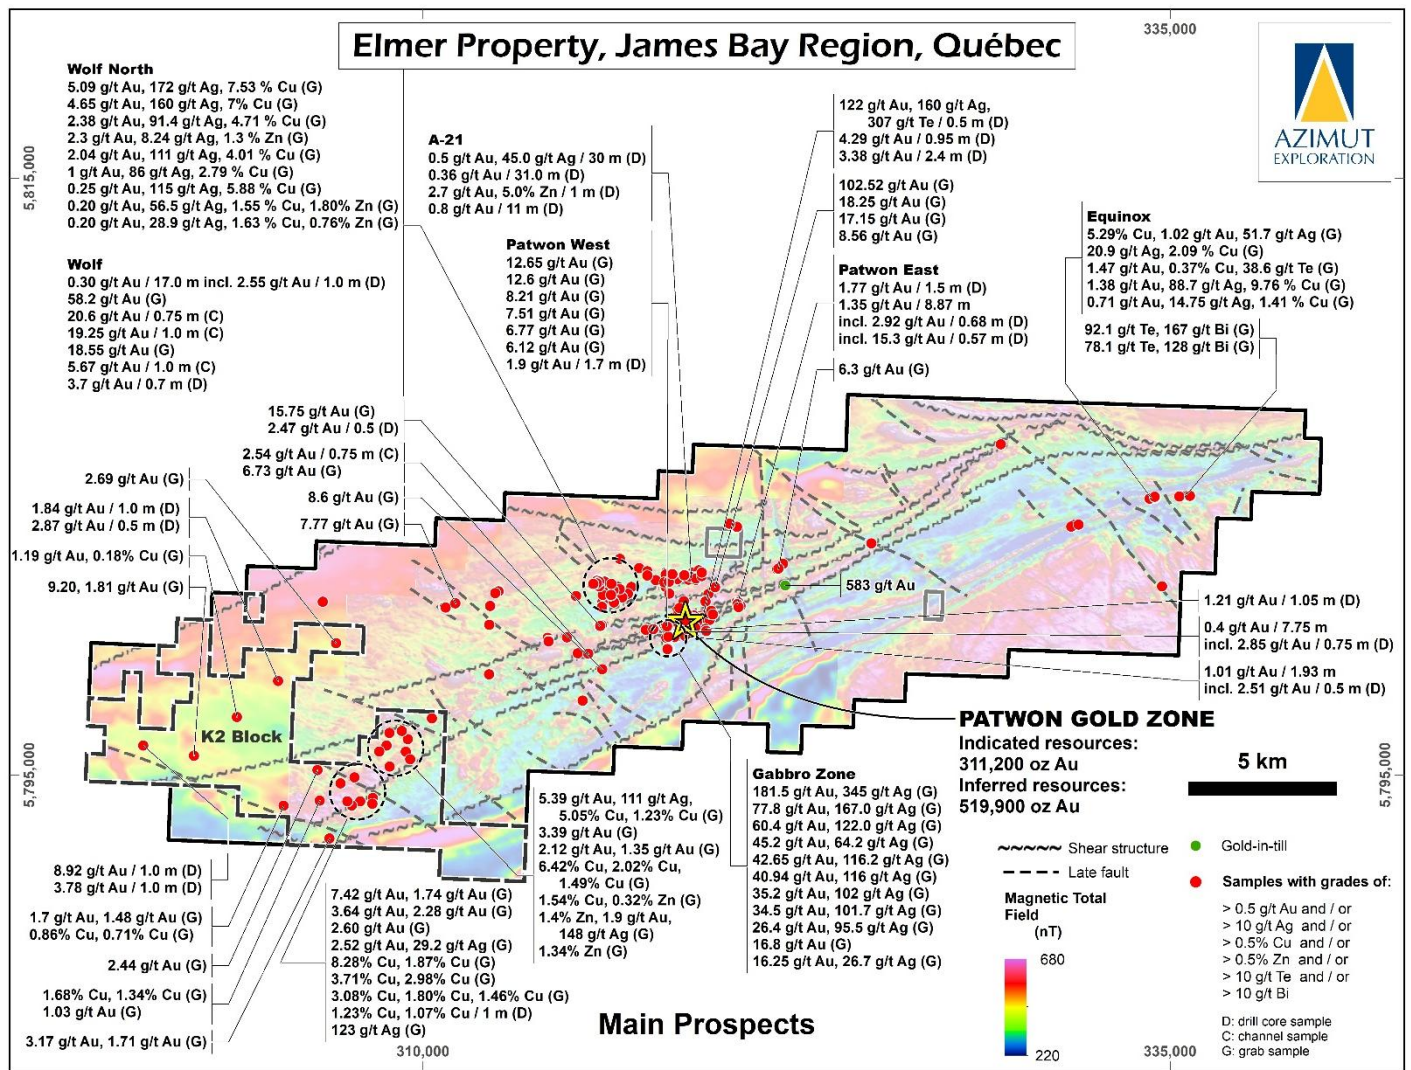 335,000
Elmer Property, James Bay Region, Québec
AZIMUT
EXPLORATION
5,815,000
Wolf North
5.09 g/t Au, 172 g/t Ag, 7.53 % Cu (G)
4.65 g/t Au, 160 g/t Ag, 7% Cu (G)
2.38 g/t Au, 91.4 g/t Ag, 4.71 % Cu (G)
2.3 g/t Au, 8.24 g/t Ag, 1.3 % Zn (G)
2.04 g/t Au, 111 g/t Ag, 4.01 % Cu (G)
1 g/t Au, 86 g/t Ag, 2.79 % Cu (G)
0.25 g/t Au, 115 g/t Ag, 5.88 % Cu (G)
0.20 g/t Au, 56.5 g/t Ag, 1.55 % Cu, 1.80% Zn (G)
0.20 g/t Au, 28.9 g/t Ag, 1.63 % Cu, 0.76% Zn (G)
Wolf
0.30 g/t Au / 17.0 m incl. 2.55 g/t Au / 1.0 m (D)
58.2 g/t Au (G)
20.6 g/t Au / 0.75 m (C)
19.25 g/t Au / 1.0 m (C)
18.55 g/t Au (G)
5.67 g/t Au / 1.0 m (C)
3.7 g/t Au / 0.7 m (D)
A-21
0.5 g/t Au, 45.0 g/t Ag / 30 m (D)
0.36 g/t Au / 31.0 m (D)
2.7 g/t Au, 5.0% Zn / 1 m (D)
0.8 g/t Au / 11 m (D)
Patwon West
12.65 g/t Au (G)
12.6 g/t Au (G)
8.21 g/t Au (G)
7.51 g/t Au (G)
6.77 g/t Au (G)
6.12 g/t Au (G)
1.9 g/t Au / 1.7 m (D)
122 g/t Au, 160 g/t Ag,
307 g/t Te / 0.5 m (D)
4.29 g/t Au / 0.95 m (D)
3.38 g/t Au / 2.4 m (D)
102.52 g/t Au (G)
18.25 g/t Au (G)
17.15 g/t Au (G)
8.56 g/t Au (G)
Patwon East
1.77 g/t Au / 1.5 m (D)
1.35 g/t Au / 8.87 m
incl. 2.92 g/t Au / 0.68 m (D)
incl. 15.3 g/t Au / 0.57 m (D)
6.3 g/t Au (G)
Equinox
5.29% Cu, 1.02 g/t Au, 51.7 g/t Ag (G)
20.9 g/t Ag, 2.09 % Cu (G)
1.47 g/t Au, 0.37% Cu, 38.6 g/t Te (G)
1.38 g/t Au, 88.7 g/t Ag, 9.76 % Cu (G)
0.71 g/t Au, 14.75 g/t Ag, 1.41 % Cu (G)
92.1 g/t Te, 167 g/t Bi (G)
78.1 g/t Te, 128 g/t Bi (G)
15.75 g/t Au (G)
2.47 g/t Au / 0.5 (D)
2.54 g/t Au / 0.75 m (C)
6.73 g/t Au (G)
8.6 g/t Au (G)
7.77 g/t Au (G)
2.69 g/t Au (G)
1.84 g/t Au / 1.0 m (D)
2.87 g/t Au / 0.5 m (D)
1.19 g/t Au, 0.18% Cu (G)
9.20, 1.81 g/t Au (G)
583 g/t Au
1.21 g/t Au / 1.05 m (D)
0.4 g/t Au / 7.75 m
incl. 2.85 g/t Au / 0.75 m (D)
1.01 g/t Au / 1.93 m
incl. 2.51 g/t Au / 0.5 m (D)
K2 Block
5,795,000
PATWON GOLD ZONE
Indicated resources:
311,200 oz Au
Inferred resources:
519,900 oz Au
5 km
5,795,000
8.92 g/t Au / 1.0 m (D)
3.78 g/t Au / 1.0 m (D)
1.7 g/t Au, 1.48 g/t Au (G)
0.86% Cu, 0.71% Cu (G)
2.44 g/t Au (G)
1.68% Cu, 1.34% Cu (G)
1.03 g/t Au (G)
3.17 g/t Au, 1.71 g/t Au (G)
7.42 g/t Au, 1.74 g/t Au (G)
3.64 g/t Au, 2.28 g/t Au (G)
2.60 g/t Au (G)
2.52 g/t Au, 29.2 g/t Ag (G)
8.28% Cu, 1.87% Cu (G)
3.71% Cu, 2.98% Cu (G)
3.08% Cu, 1.80% Cu, 1.46% Cu (G)
1.23% Cu, 1.07% Cu / 1 m (D)
123 g/t Ag (G)
5.39 g/t Au, 111 g/t Ag,
5.05% Cu, 1.23% Cu (G)
3.39 g/t Au (G)
2.12 g/t Au, 1.35 g/t Au (G)
6.42% Cu, 2.02% Cu,
1.49% Cu (G)
1.54% Cu, 0.32% Zn (G)
1.4% Zn, 1.9 g/t Au,
148 g/t Ag (G)
1.34% Zn (G)
Gabbro Zone
181.5 g/t Au, 345 g/t Ag (G)
77.8 g/t Au, 167.0 g/t Ag (G)
60.4 g/t Au, 122.0 g/t Ag (G)
45.2 g/t Au, 64.2 g/t Ag (G)
42.65 g/t Au, 116.2 g/t Ag (G)
40.94 g/t Au, 116 g/t Ag (G)
35.2 g/t Au, 102 g/t Ag (G)
34.5 g/t Au, 101.7 g/t Ag (G)
26.4 g/t Au, 95.5 g/t Ag (G)
16.8 g/t Au (G)
16.25 g/t Au, 26.7 g/t Ag (G)
Shear structure
Late fault
Magnetic Total
Field
(nT)
680
220
Gold-in-till
Samples with grades of:
> 0.5 g/t Au and / or
> 10 g/t Ag and / or
> 0.5% Cu and / or
> 0.5% Zn and / or
> 10 g/t Te and / or
> 10 g/t Bi
D: drill core sample
C: channel sample
G: grab sample
Main Prospects
310,000
335,000